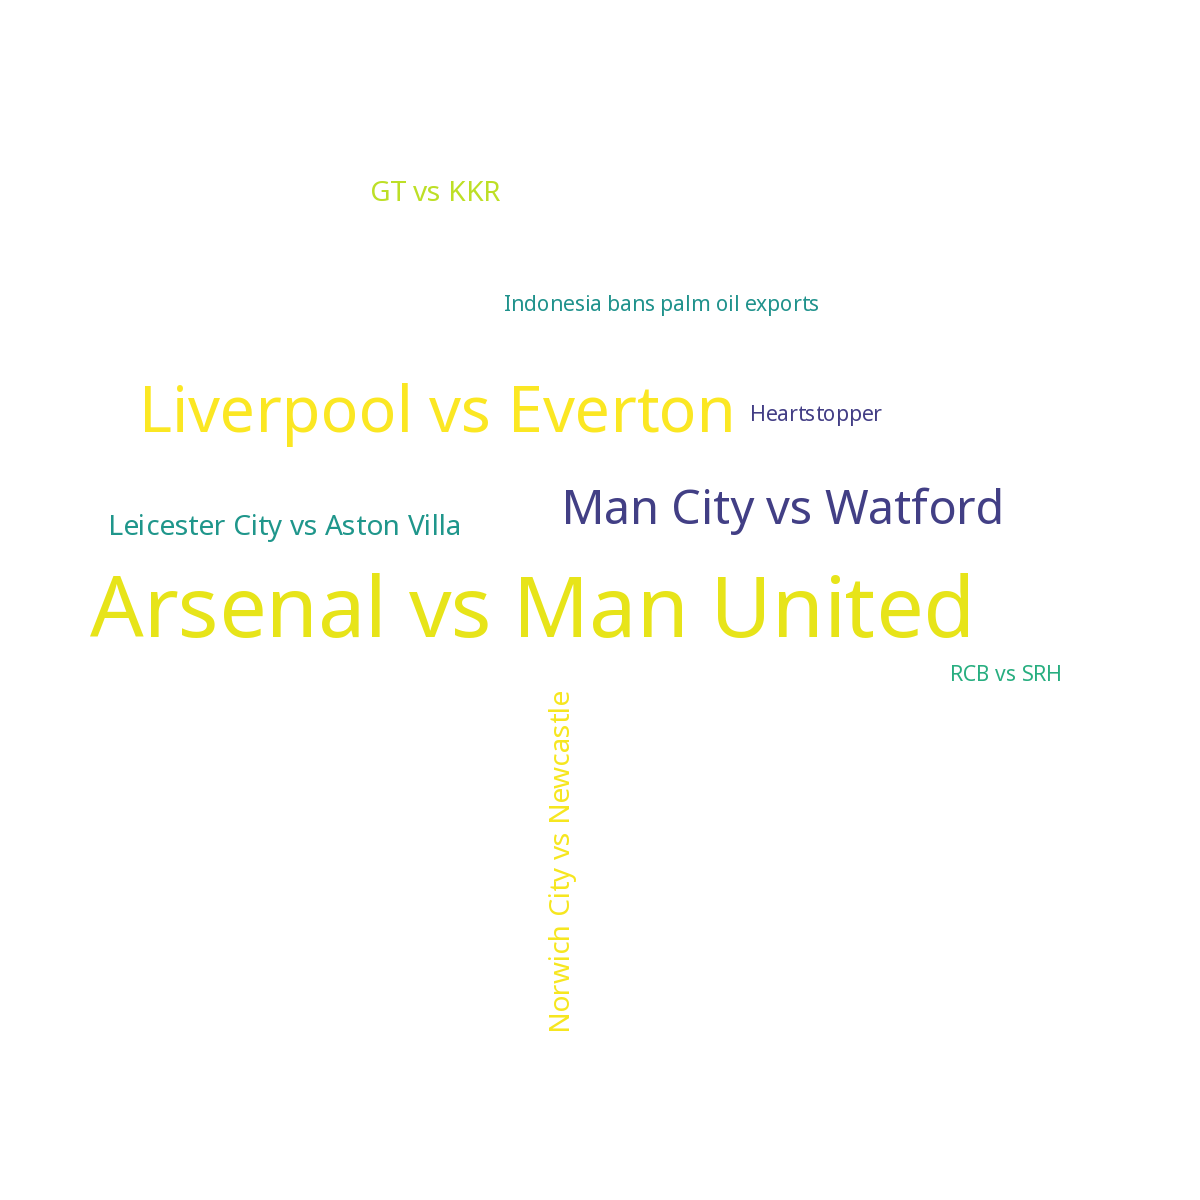 GT vs KKR
Indonesia bans palm oil exports
Liverpool vs Everton
Heartstopper
Man City vs Watford
Leicester City vs Aston Villa
Arsenal vs Man United
RCB vs SRH
Norwich City vs Newcastle